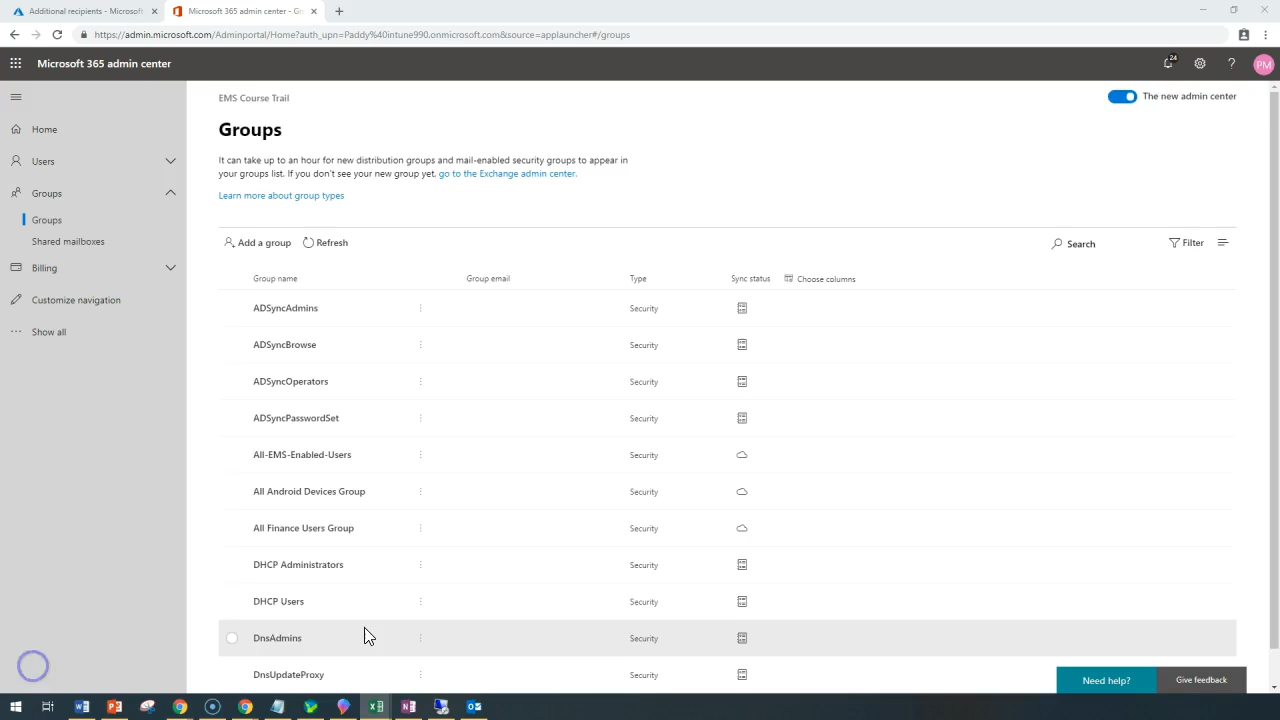 Additional recipients - Microsoft
Microsoft 365 admin center - Gr
https://admin.microsoft.com/Adminportal/Home?auth_upn=Paddy%40intune990.onmicrosoft.com&source=applauncher#/groups
Microsoft 365 admin center
24
?
PM
EMS Course Trail
The new admin center
Home
Users
Groups
Groups
Shared mailboxes
Billing
Customize navigation
Show all
Groups
It can take up to an hour for new distribution groups and mail-enabled security groups to appear in
your groups list. If you don't see your new group yet, go to the Exchange admin center.
Learn more about group types
Add a group Refresh Search Filter
Group name Group email Type Sync status Choose columns
ADSyncAdmins Security
ADSyncBrowse Security
ADSyncOperators Security
ADSyncPasswordSet Security
All-EMS-Enabled-Users Security
All Android Devices Group Security
All Finance Users Group Security
DHCP Administrators Security
DHCP Users Security
DnsAdmins Security
DnsUpdateProxy Security
Need help? Give feedback